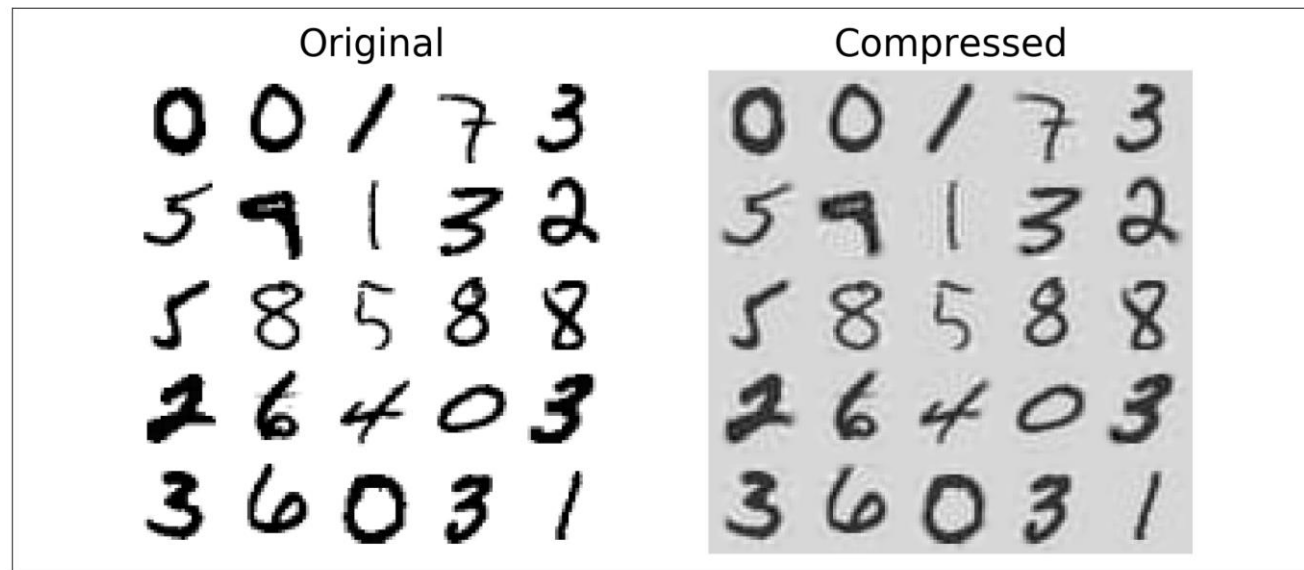 Original Compressed
0 0 1 7 3 0 0 1 7 3
5 9 1 3 2 5 9 1 3 2
5 8 5 8 8 5 8 5 8 8
2 6 4 0 3 2 6 4 0 3
3 6 0 3 1 3 6 0 3 1